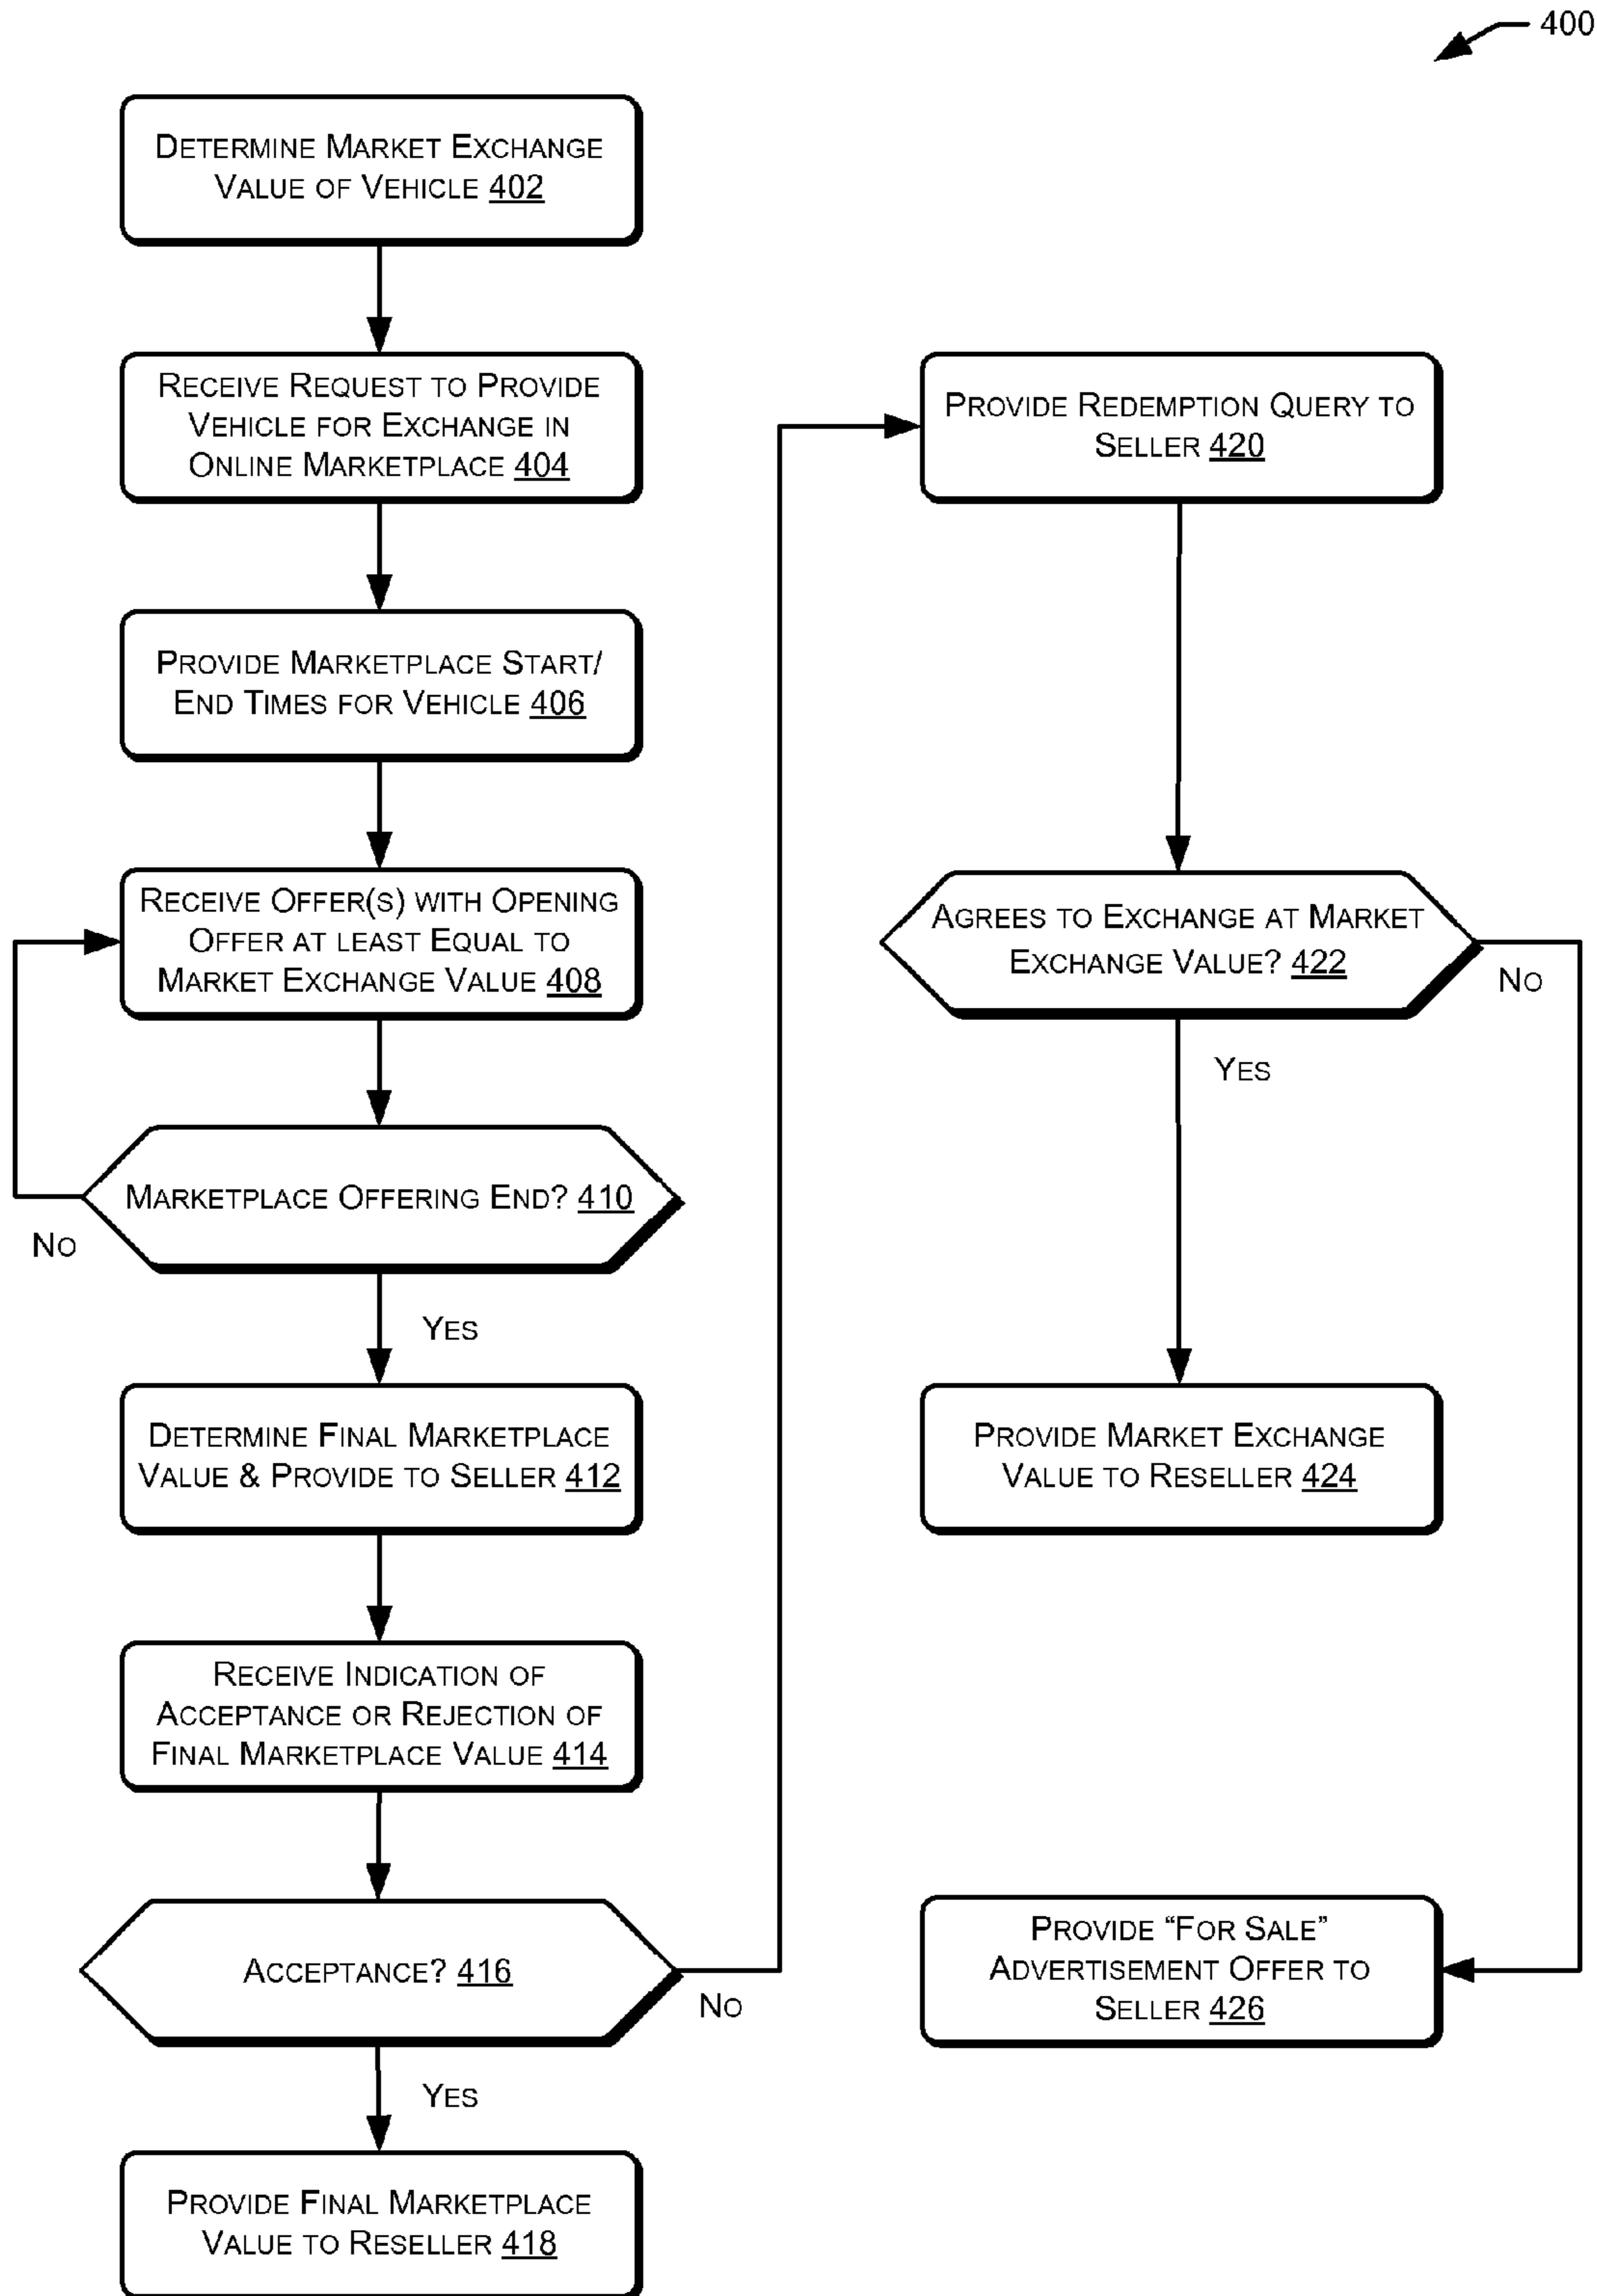 400
Determine Market Exchange
Value of Vehicle 402
Receive Request to Provide
Vehicle for Exchange in
Online Marketplace 404
Provide Marketplace Start/
End Times for Vehicle 406
Receive Offer(s) with Opening
Offer at least Equal to
Market Exchange Value 408
Marketplace Offering End? 410
No
Yes
Determine Final Marketplace
Value & Provide to Seller 412
Receive Indication of
Acceptance or Rejection of
Final Marketplace Value 414
Acceptance? 416
No
Yes
Provide Final Marketplace
Value to Reseller 418
Provide Redemption Query to
Seller 420
Agrees to Exchange at Market
Exchange Value? 422
No
Yes
Provide Market Exchange
Value to Reseller 424
Provide “For Sale”
Advertisement Offer to
Seller 426